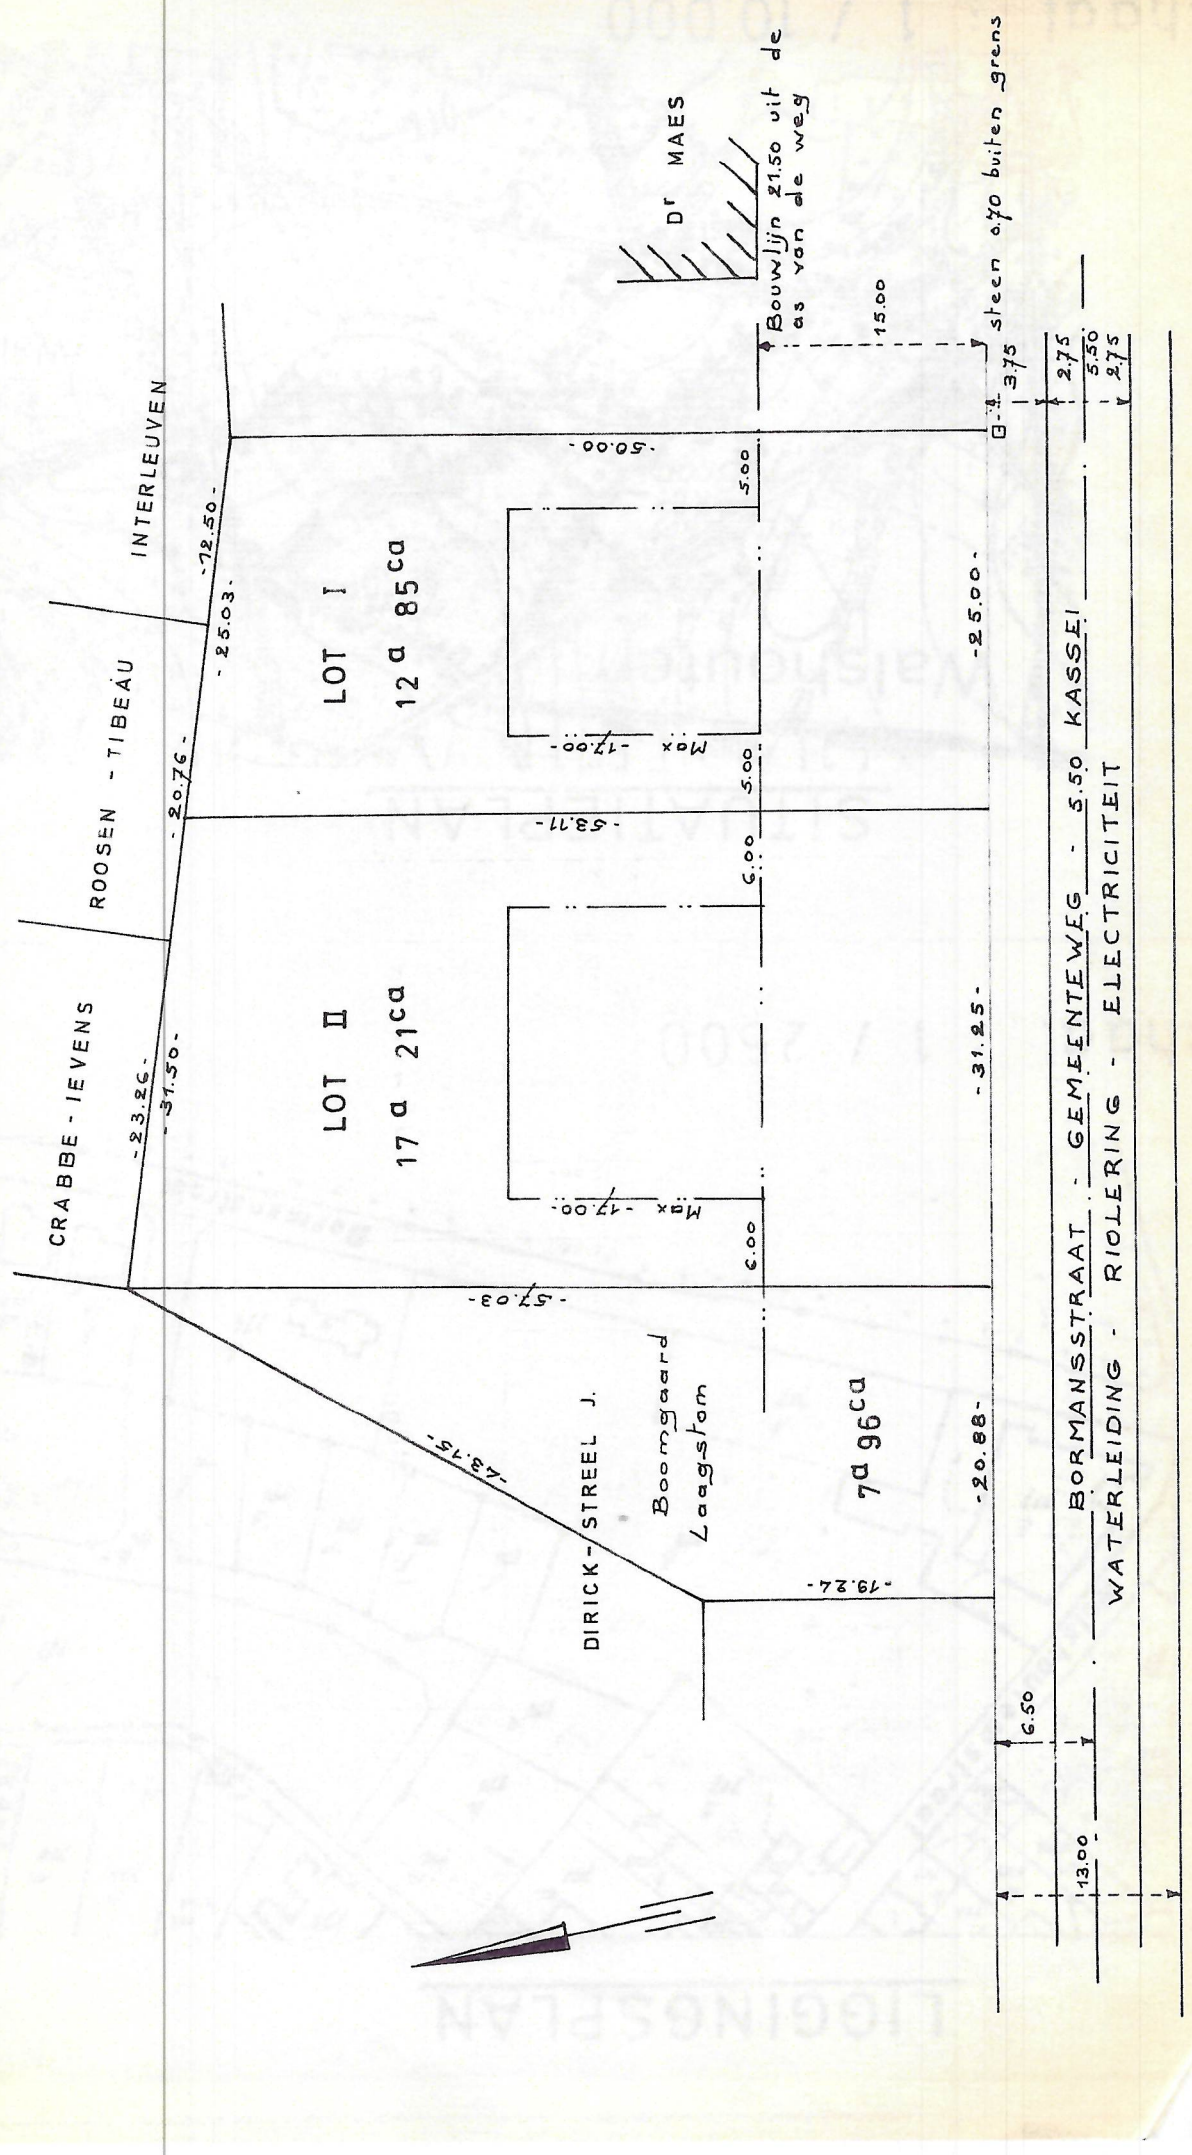 CRABBE - IEVENS
ROOSEN - TIBEAU
INTERLEUVEN
-23.26-
-31.50-
-20.76-
-25.03-
-12.50-
LOT II
17a 21ca
LOT I
12a 85ca
Dr MAES
-43.15-
-57.03-
-53.11-
-50.00-
Max -17.00-
Max -17.00-
6.00
6.00
5.00
5.00
Bouwlijn 21.50 uit de
as van de weg
15.00
DIRICK - STREEL J.
Boomgaard
Laagstam
7a 96ca
-19.24-
-20.88-
-31.25-
-25.00-
steen 0.70 buiten grens
3.75
2.75
5.50
2.75
6.50
13.00
BORMANSSTRAAT - GEMEENTEWEG - 5.50 KASSEI
WATERLEIDING - RIOLERING - ELECTRICITEIT
LIGGINGSPLAN
SITUATIEPLAN